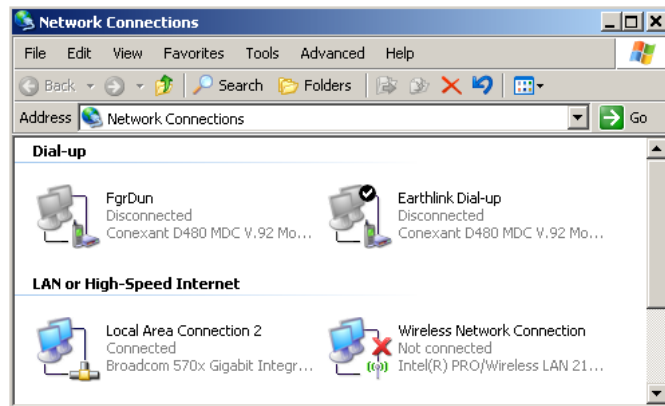 Network Connections
File Edit View Favorites Tools Advanced Help
Back Search Folders
Address Network Connections Go
Dial-up
FgrDun Earthlink Dial-up
Disconnected Disconnected
Conexant D480 MDC V.92 Mo... Conexant D480 MDC V.92 Mo...
LAN or High-Speed Internet
Local Area Connection 2 Wireless Network Connection
Connected Not connected
Broadcom 570x Gigabit Integr... Intel(R) PRO/Wireless LAN 21...